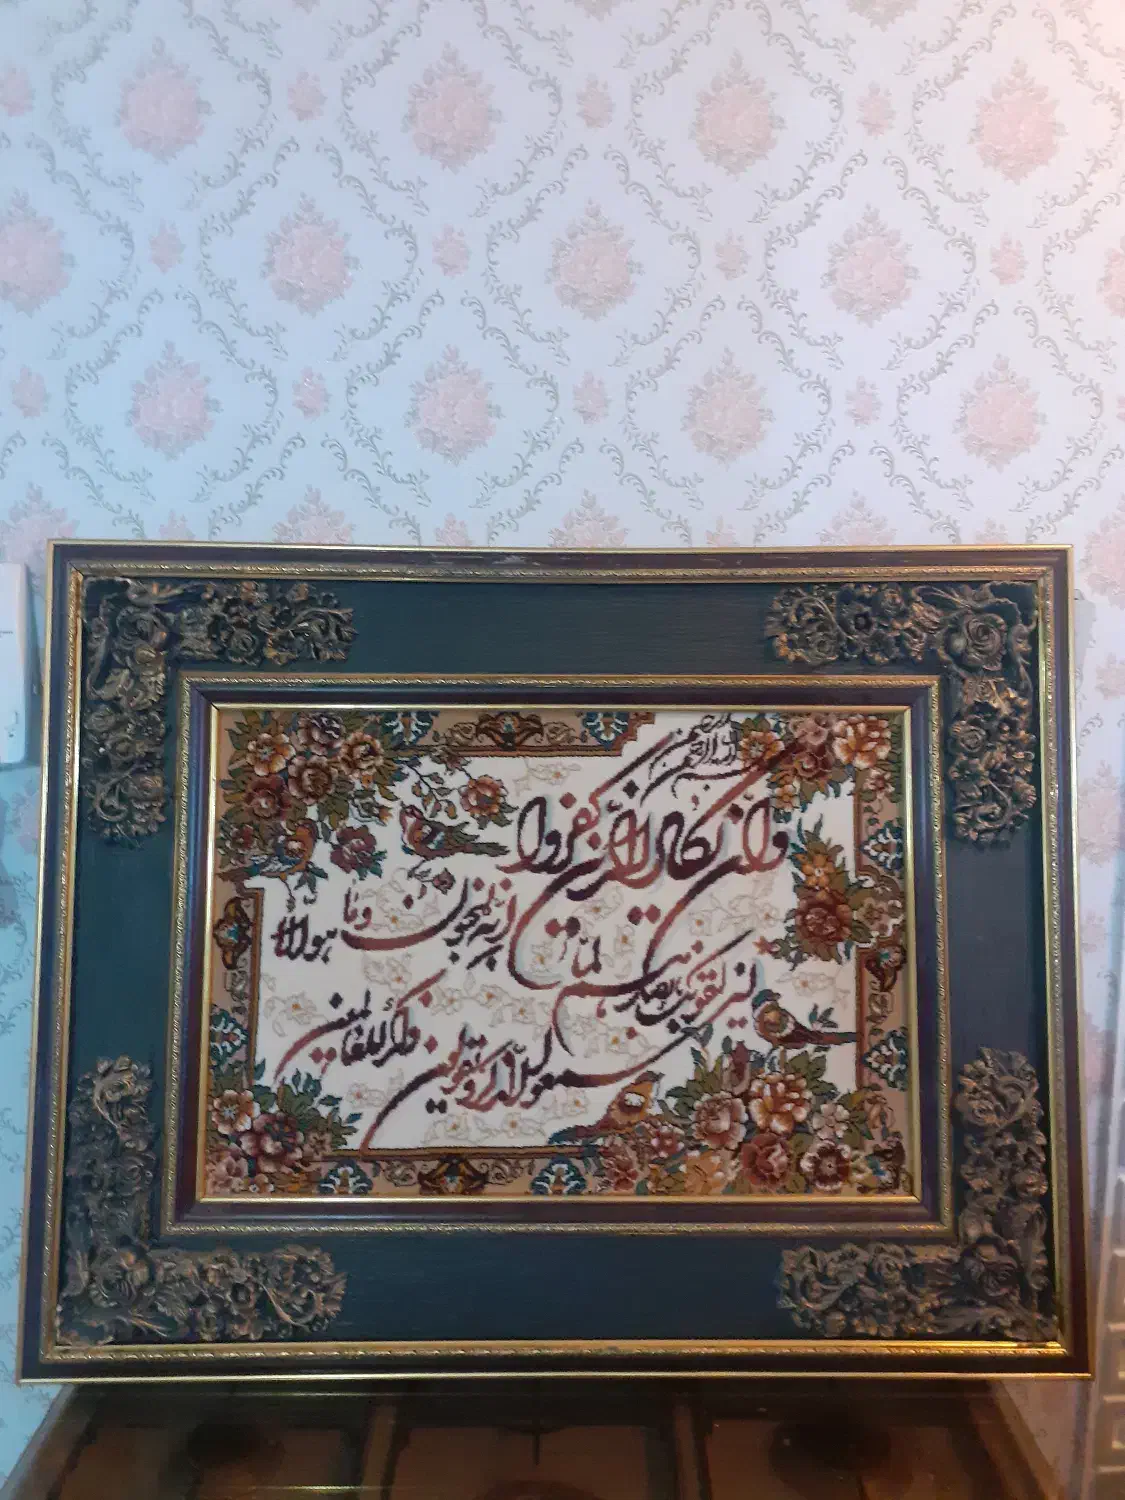 بسم الله الرحمن الرحیم
وان یکاد الذین کفروا
لیزلقونک بابصارهم لما
سمعوا الذکر و یقولون
انه لمجنون وما هو الا
ذکر للعالمین